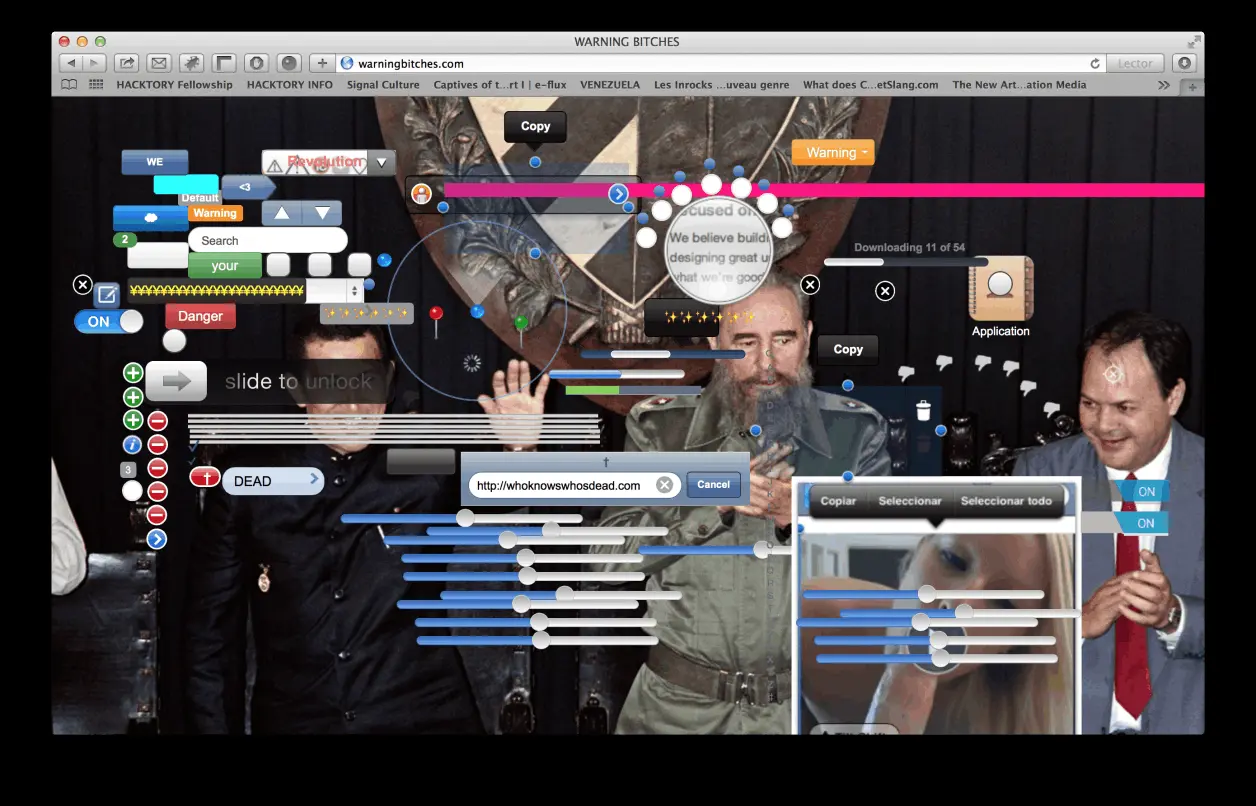 WARNING BITCHES
warningbitches.com
Lector
HACKTORY Fellowship
HACKTORY INFO
Signal Culture
Captives of t...rt I | e-flux
VENEZUELA
Les Inrocks ...uveau genre
What does C...etSlang.com
The New Art...ation Media
Copy
Warning
WE
Revolution
<3
Default
Warning
2
Search
your
¥¥¥¥¥¥¥¥¥¥¥¥¥¥¥¥¥¥¥¥¥
ON
Danger
cused on
We believe buildi
designing great u
what we're good
Downloading 11 of 54
Application
Copy
slide to unlock
3
DEAD
http://whoknowswhosdead.com
Cancel
Copiar
Seleccionar
Seleccionar todo
ON
ON